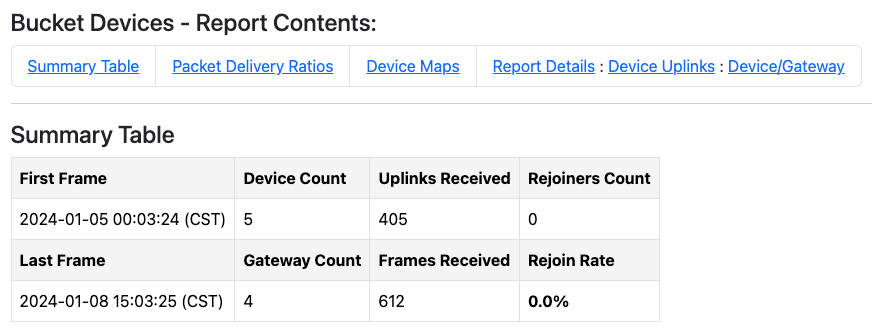 Bucket Devices - Report Contents:
Summary Table Packet Delivery Ratios Device Maps Report Details : Device Uplinks : Device/Gateway
Summary Table
First Frame Device Count Uplinks Received Rejoiners Count
2024-01-05 00:03:24 (CST) 5 405 0
Last Frame Gateway Count Frames Received Rejoin Rate
2024-01-08 15:03:25 (CST) 4 612 0.0%